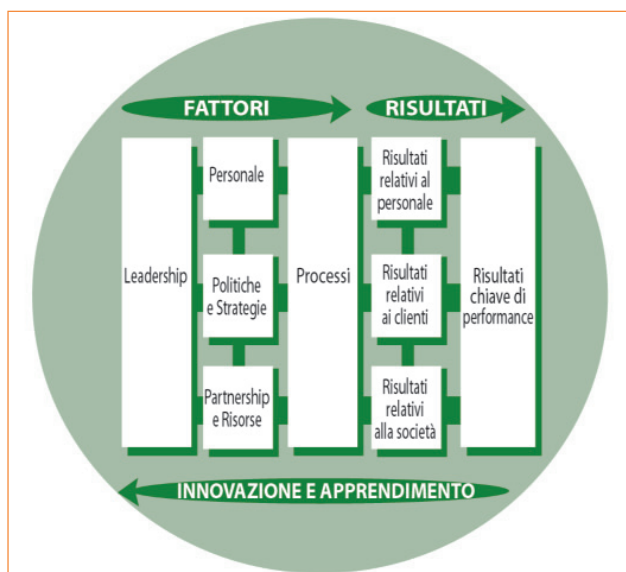 FATTORI
RISULTATI
Leadership
Personale
Politiche
e Strategie
Partnership
e Risorse
Processi
Risultati
relativi al
personale
Risultati
relativi
ai clienti
Risultati
relativi
alla società
Risultati
chiave di
performance
INNOVAZIONE E APPRENDIMENTO